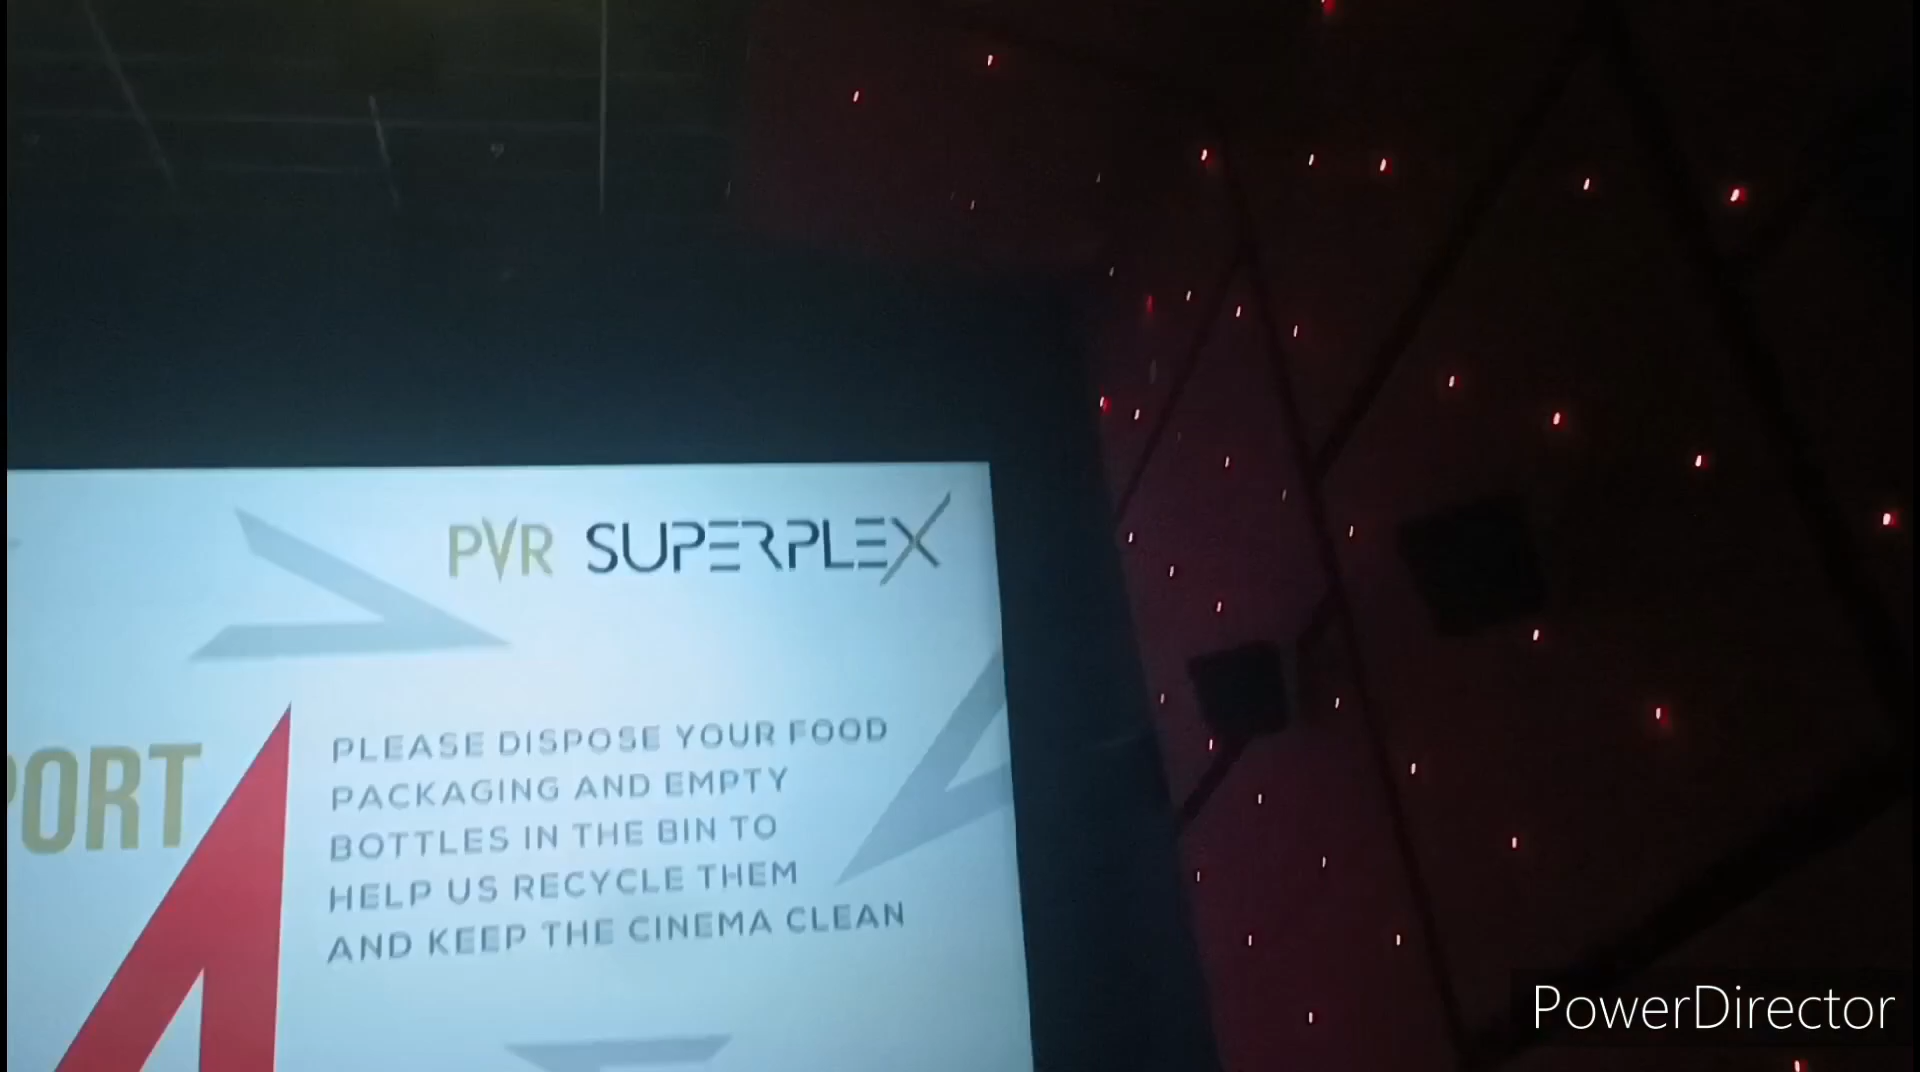 PVR SUPERPLEX
PORT
PLEASE DISPOSE YOUR FOOD
PACKAGING AND EMPTY
BOTTLES IN THE BIN TO
HELP US RECYCLE THEM
AND KEEP THE CINEMA CLEAN
PowerDirector